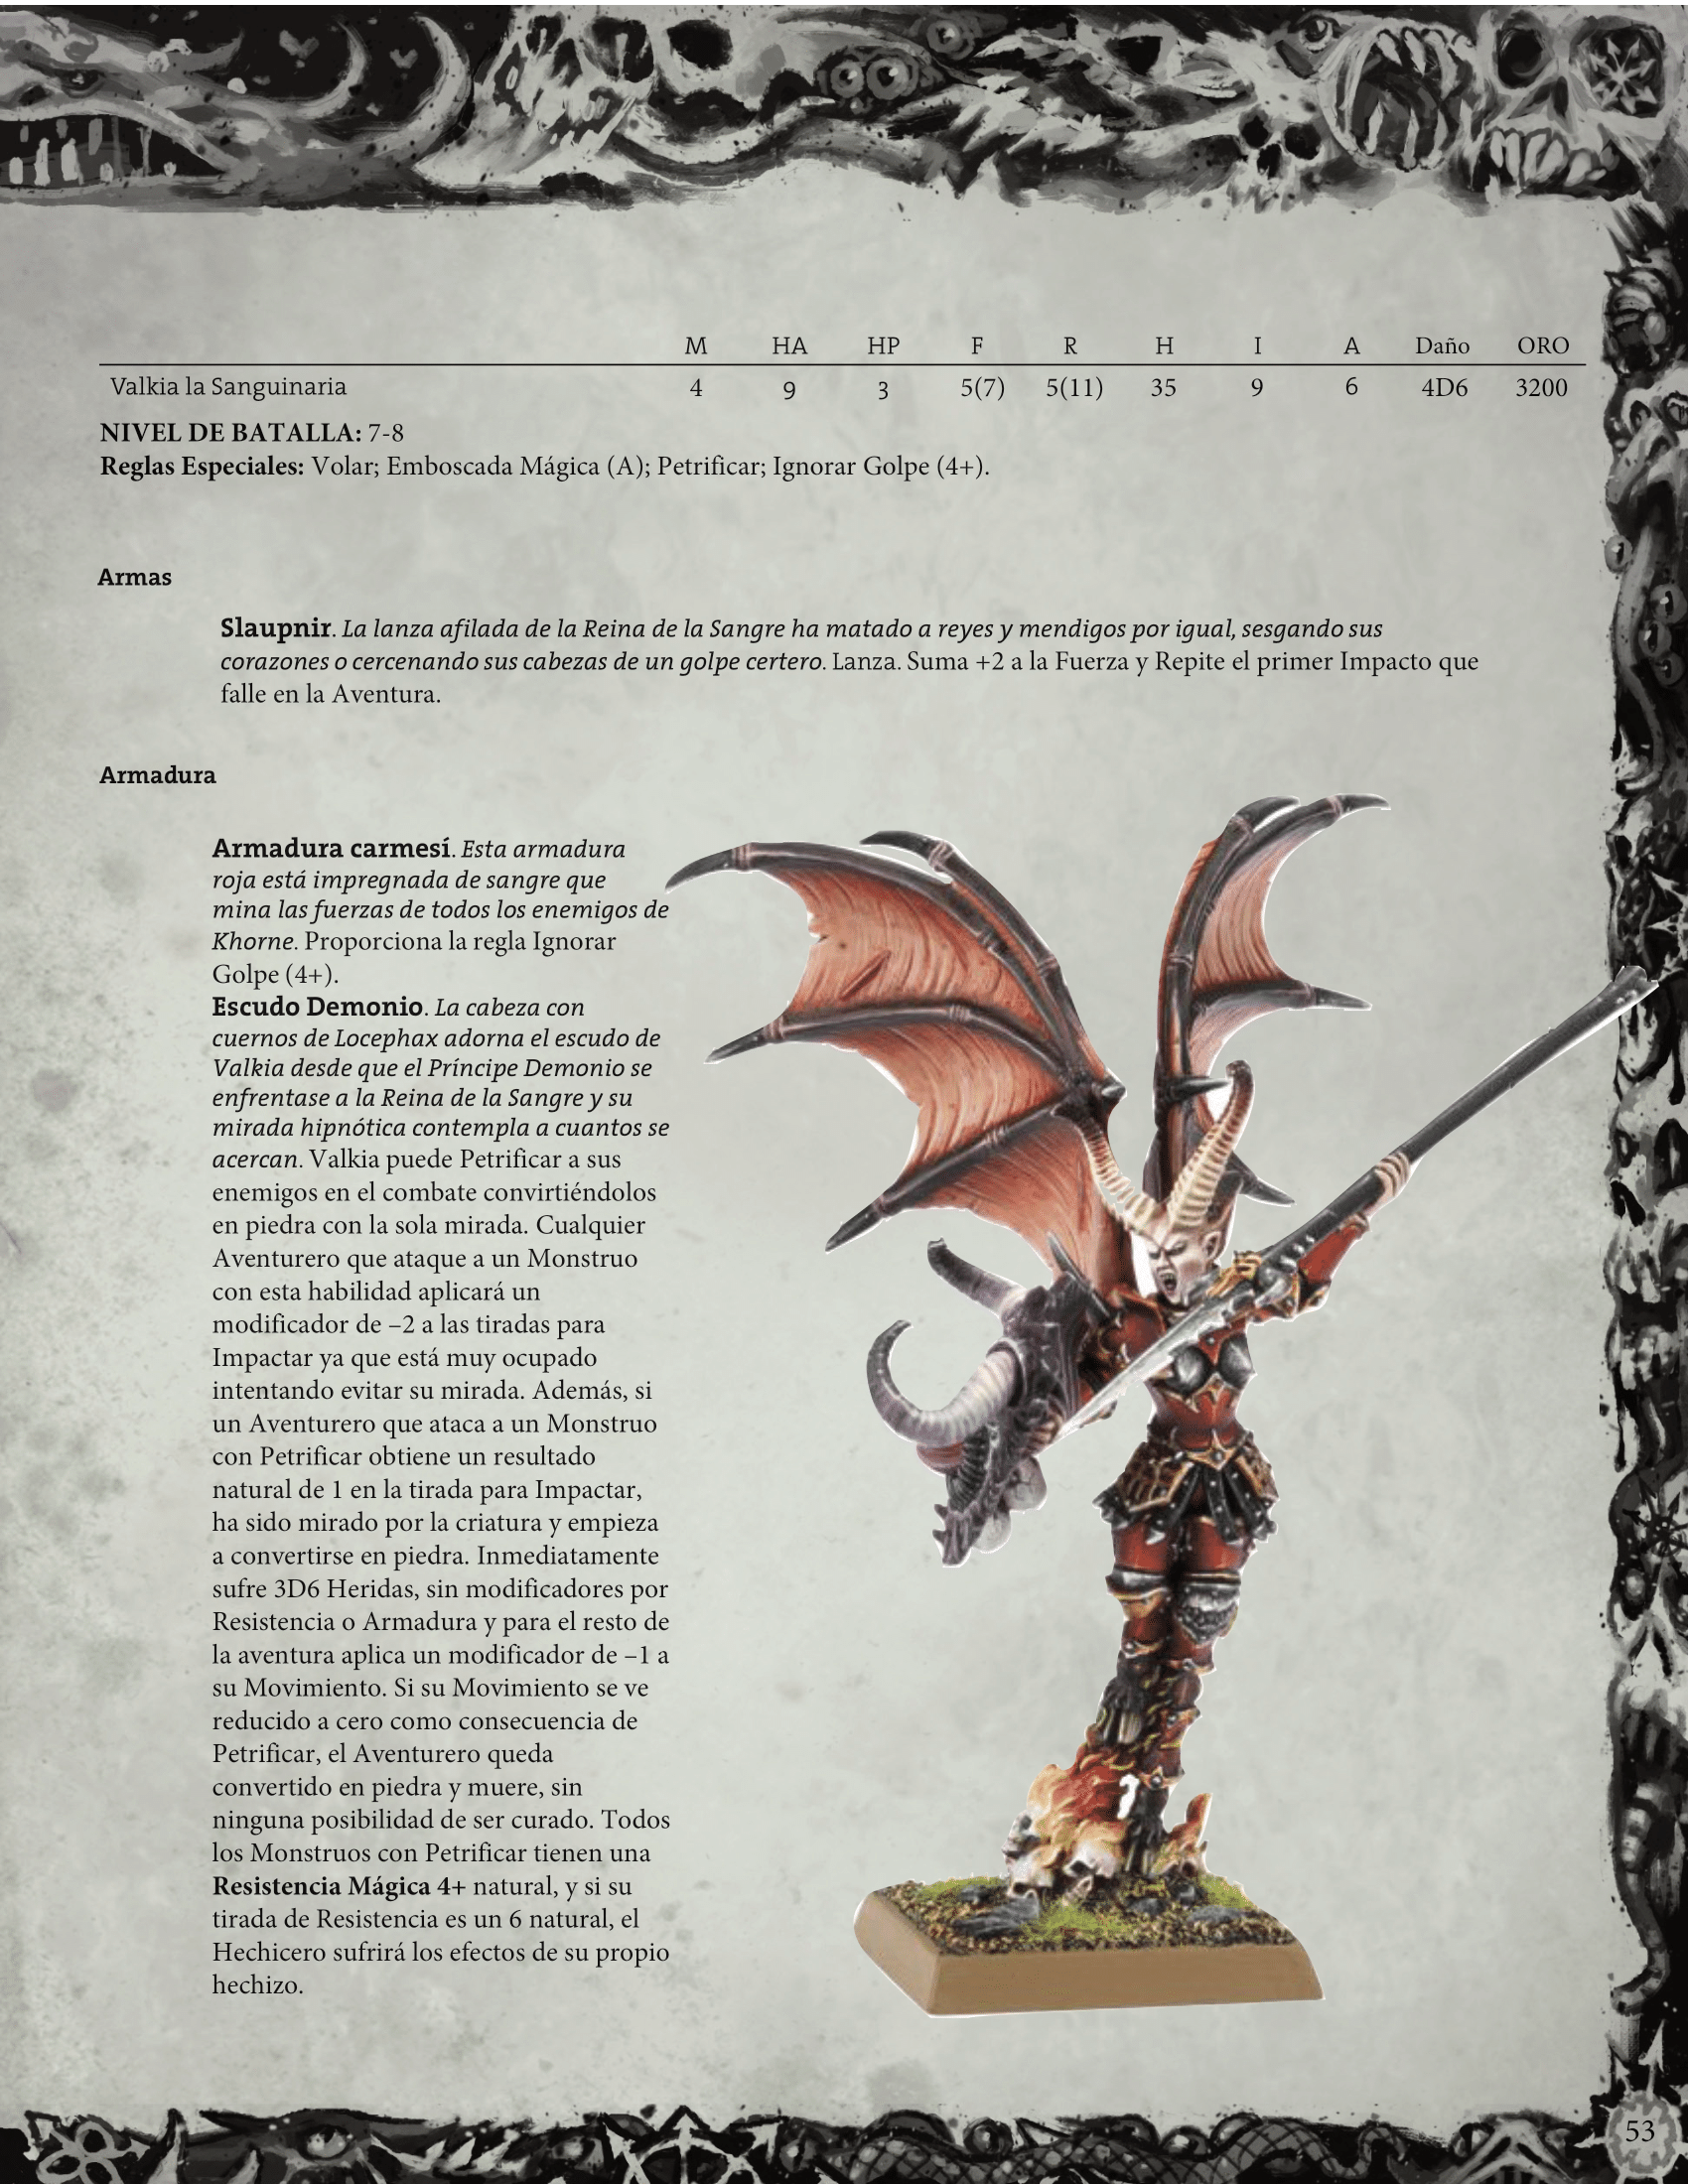 M HA HP F R H I A Daño ORO
Valkia la Sanguinaria 4 9 3 5(7) 5(11) 35 9 6 4D6 3200
NIVEL DE BATALLA: 7-8
Reglas Especiales: Volar; Emboscada Mágica (A); Petrificar; Ignorar Golpe (4+).
Armas
Slaupnir. La lanza afilada de la Reina de la Sangre ha matado a reyes y mendigos por igual, sesgando sus
corazones o cercenando sus cabezas de un golpe certero. Lanza. Suma +2 a la Fuerza y Repite el primer Impacto que
falle en la Aventura.
Armadura
Armadura carmesí. Esta armadura
roja está impregnada de sangre que
mina las fuerzas de todos los enemigos de
Khorne. Proporciona la regla Ignorar
Golpe (4+).
Escudo Demonio. La cabeza con
cuernos de Locephax adorna el escudo de
Valkia desde que el Príncipe Demonio se
enfrentase a la Reina de la Sangre y su
mirada hipnótica contempla a cuantos se
acercan. Valkia puede Petrificar a sus
enemigos en el combate convirtiéndolos
en piedra con la sola mirada. Cualquier
Aventurero que ataque a un Monstruo
con esta habilidad aplicará un
modificador de –2 a las tiradas para
Impactar ya que está muy ocupado
intentando evitar su mirada. Además, si
un Aventurero que ataca a un Monstruo
con Petrificar obtiene un resultado
natural de 1 en la tirada para Impactar,
ha sido mirado por la criatura y empieza
a convertirse en piedra. Inmediatamente
sufre 3D6 Heridas, sin modificadores por
Resistencia o Armadura y para el resto de
la aventura aplica un modificador de –1 a
su Movimiento. Si su Movimiento se ve
reducido a cero como consecuencia de
Petrificar, el Aventurero queda
convertido en piedra y muere, sin
ninguna posibilidad de ser curado. Todos
los Monstruos con Petrificar tienen una
Resistencia Mágica 4+ natural, y si su
tirada de Resistencia es un 6 natural, el
Hechicero sufrirá los efectos de su propio
hechizo.
53